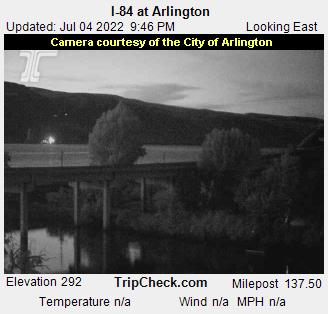 I-84 at Arlington
Updated: Jul 04 2022 9:46 PM Looking East
Camera courtesy of the City of Arlington
Elevation 292 TripCheck.com Milepost 137.50
Temperature n/a Wind n/a MPH n/a